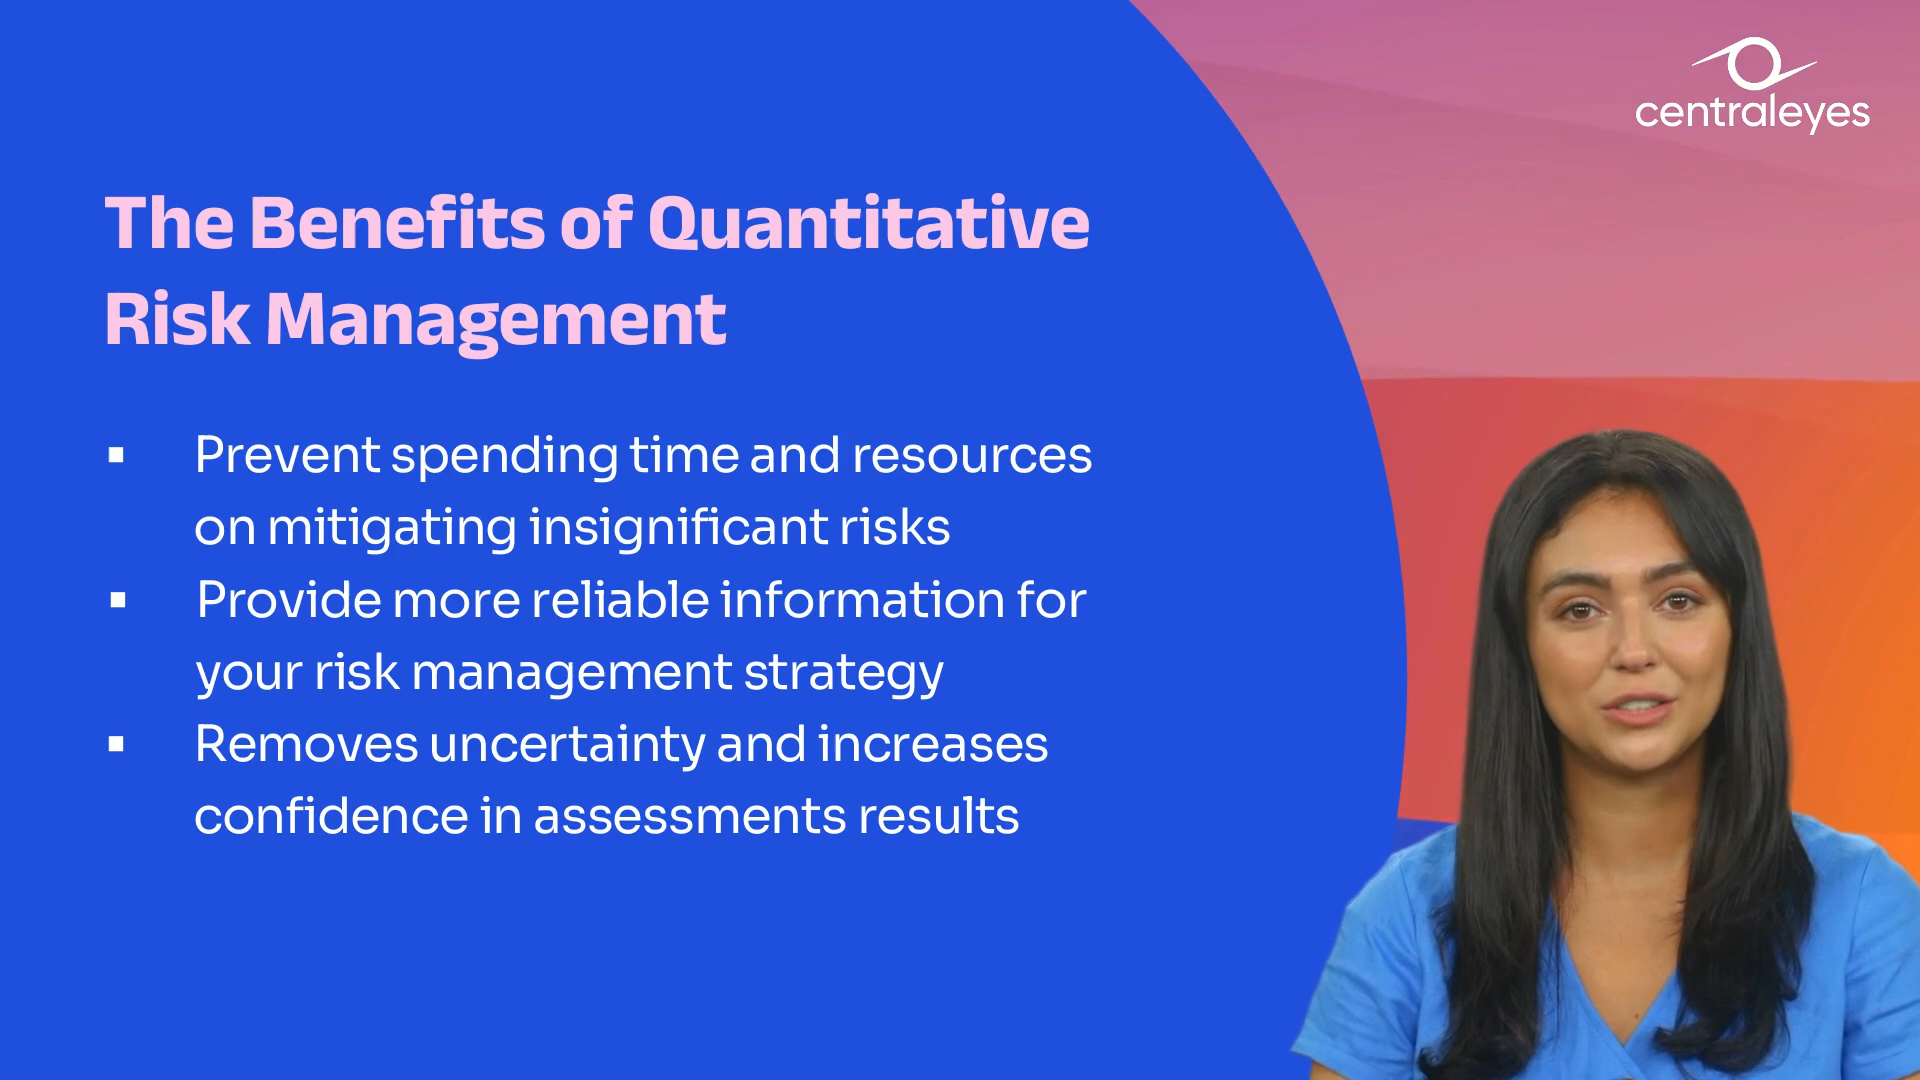 centraleyes
The Benefits of Quantitative
Risk Management
▪ Prevent spending time and resources
on mitigating insignificant risks
▪ Provide more reliable information for
your risk management strategy
▪ Removes uncertainty and increases
confidence in assessments results